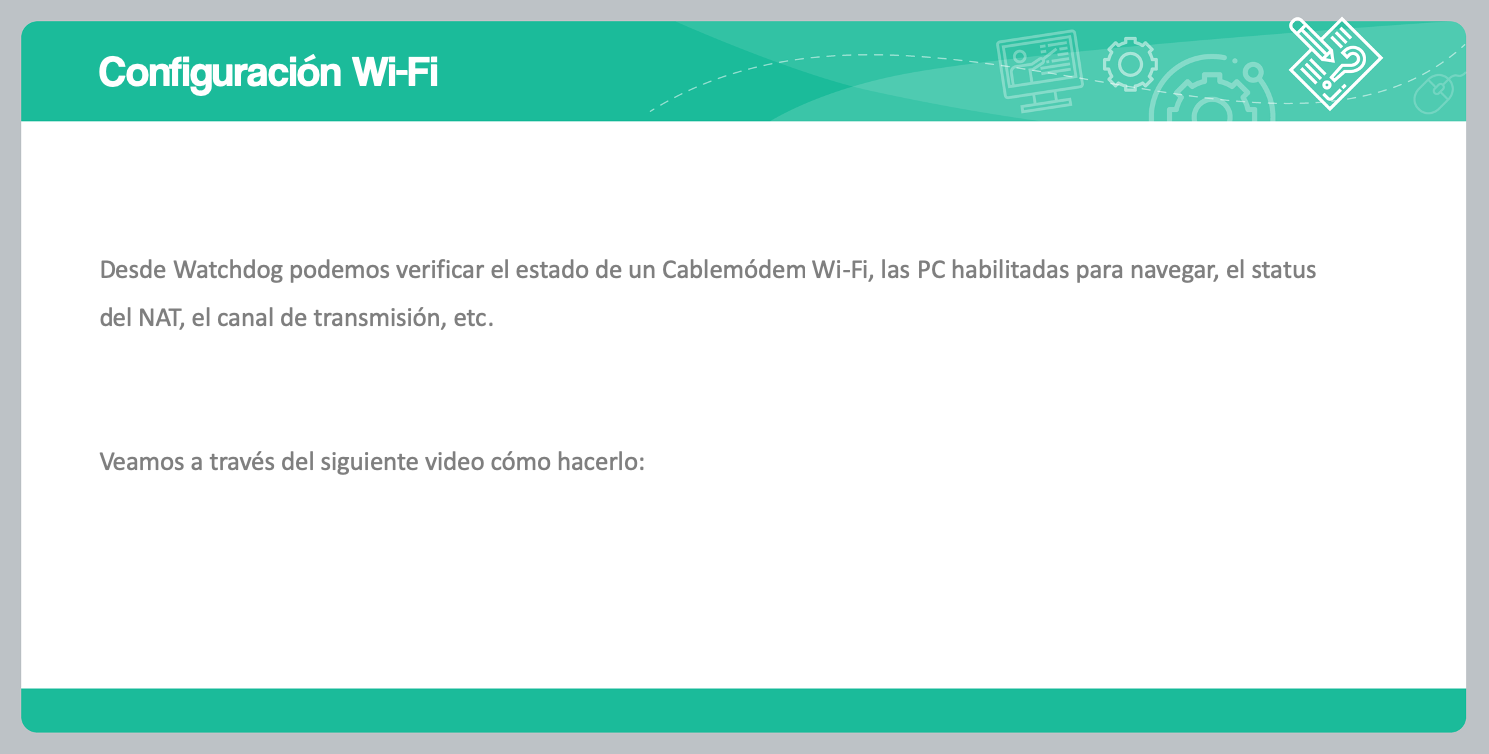 Configuración Wi-Fi
Desde Watchdog podemos verificar el estado de un Cablemódem Wi-Fi, las PC habilitadas para navegar, el status
del NAT, el canal de transmisión, etc.
Veamos a través del siguiente video cómo hacerlo: